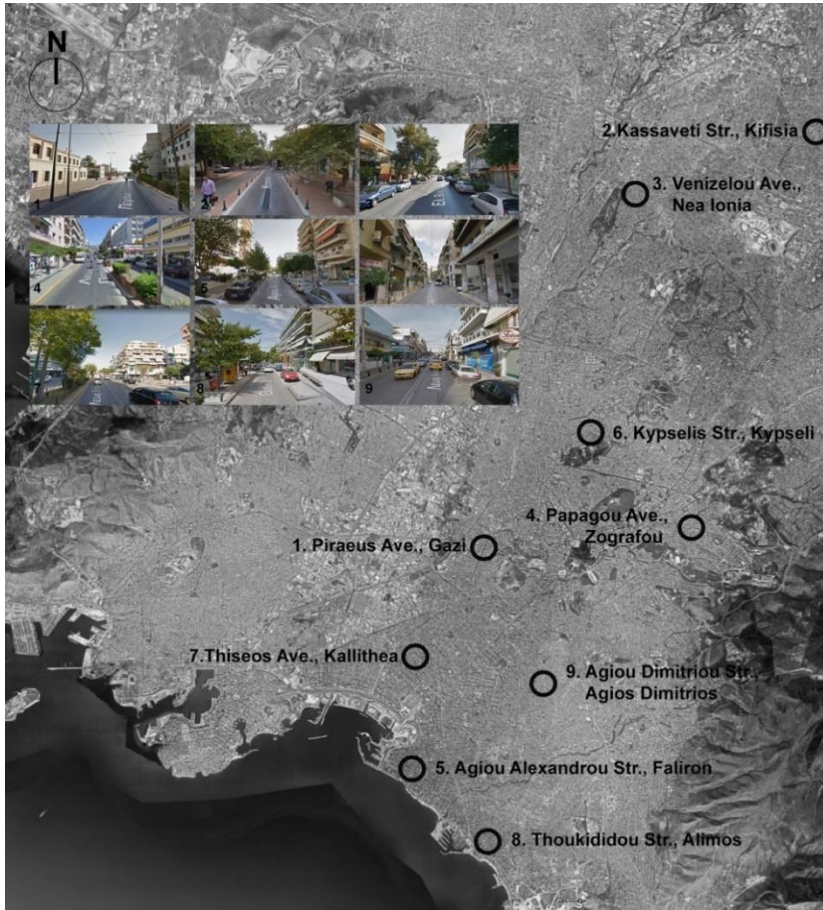 N
1
2
3
4
5
8
9
2.Kassaveti Str., Kifisia
3. Venizelou Ave.,
Nea Ionia
6. Kypselis Str., Kypseli
4. Papagou Ave.,
Zografou
1. Piraeus Ave., Gazi
7.Thiseos Ave., Kallithea
9. Agiou Dimitriou Str.,
Agios Dimitrios
5. Agiou Alexandrou Str., Faliron
8. Thoukididou Str., Alimos